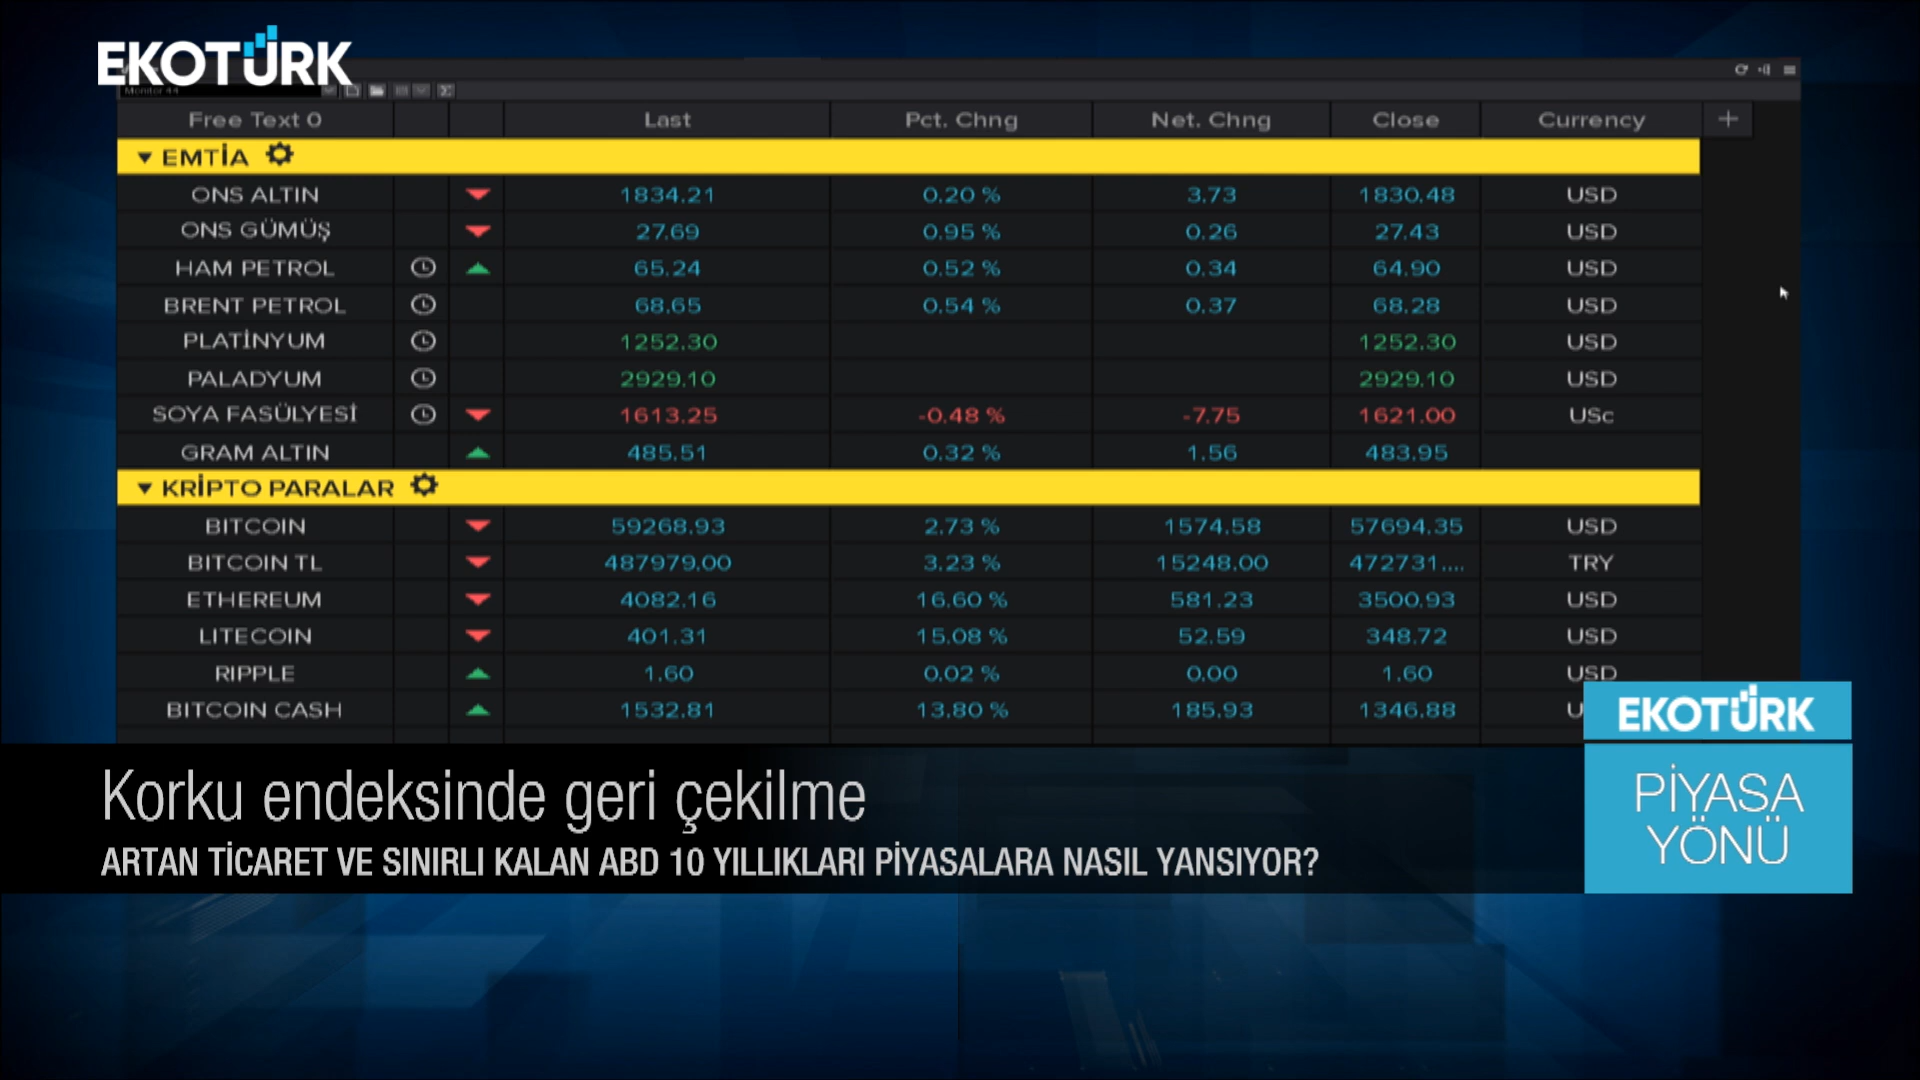 EKOTÜRK
Monitor 44
Free Text 0 Last Pct. Chng Net. Chng Close Currency +
EMTİA
ONS ALTIN 1834.21 0.20 % 3.73 1830.48 USD
ONS GÜMÜŞ 27.69 0.95 % 0.26 27.43 USD
HAM PETROL 65.24 0.52 % 0.34 64.90 USD
BRENT PETROL 68.65 0.54 % 0.37 68.28 USD
PLATİNYUM 1252.30 1252.30 USD
PALADYUM 2929.10 2929.10 USD
SOYA FASÜLYESİ 1613.25 -0.48 % -7.75 1621.00 USc
GRAM ALTIN 485.51 0.32 % 1.56 483.95
KRİPTO PARALAR
BITCOIN 59268.93 2.73 % 1574.58 57694.35 USD
BITCOIN TL 487979.00 3.23 % 15248.00 472731.... TRY
ETHEREUM 4082.16 16.60 % 581.23 3500.93 USD
LITECOIN 401.31 15.08 % 52.59 348.72 USD
RIPPLE 1.60 0.02 % 0.00 1.60 USD
BITCOIN CASH 1532.81 13.80 % 185.93 1346.88 U
EKOTÜRK
PİYASA
YÖNÜ
Korku endeksinde geri çekilme
ARTAN TİCARET VE SINIRLI KALAN ABD 10 YILLIKLARI PİYASALARA NASIL YANSIYOR?